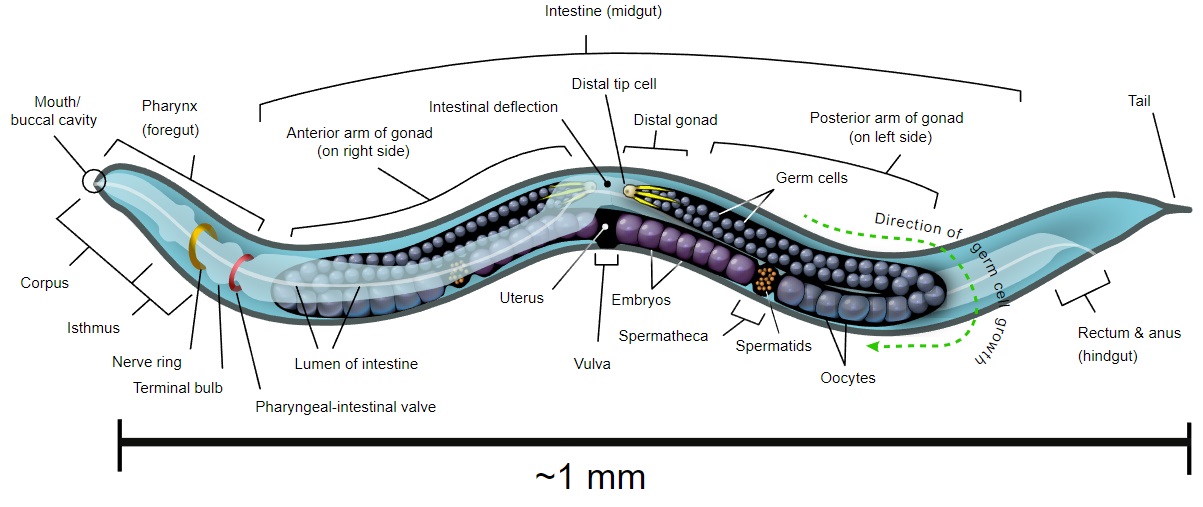 Intestine (midgut)
Distal tip cell
Mouth/
buccal cavity
Pharynx
(foregut)
Intestinal deflection
Distal gonad
Anterior arm of gonad
(on right side)
Posterior arm of gonad
(on left side)
Tail
Germ cells
Direction of germ cell growth
Corpus
Isthmus
Nerve ring
Terminal bulb
Pharyngeal-intestinal valve
Lumen of intestine
Uterus
Vulva
Embryos
Spermatheca
Spermatids
Oocytes
Rectum & anus
(hindgut)
~1 mm